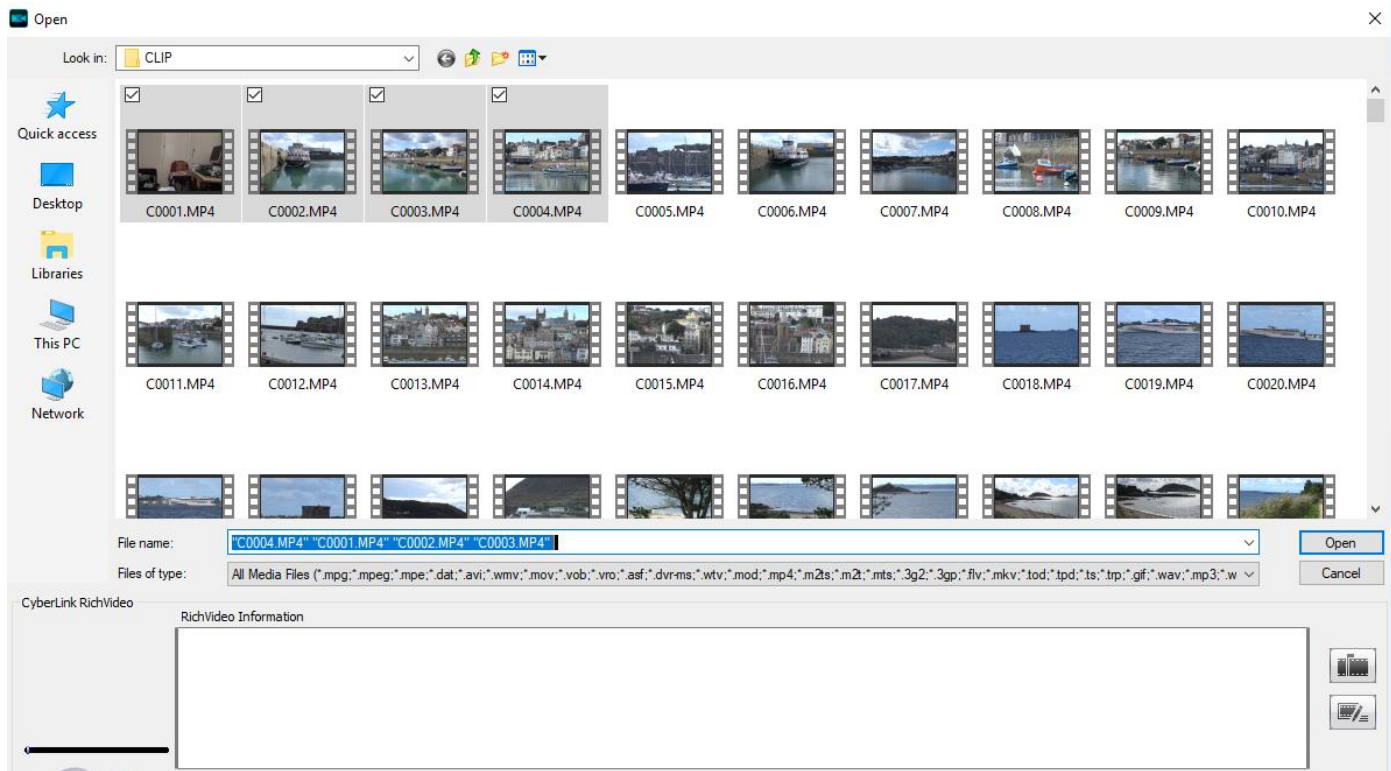 Open
Look in: CLIP
Quick access
Desktop
Libraries
This PC
Network
C0001.MP4 C0002.MP4 C0003.MP4 C0004.MP4 C0005.MP4 C0006.MP4 C0007.MP4 C0008.MP4 C0009.MP4 C0010.MP4
C0011.MP4 C0012.MP4 C0013.MP4 C0014.MP4 C0015.MP4 C0016.MP4 C0017.MP4 C0018.MP4 C0019.MP4 C0020.MP4
File name: "C0004.MP4" "C0001.MP4" "C0002.MP4" "C0003.MP4" Open
Files of type: All Media Files (*.mpg;*.mpeg;*.mpe;*.dat;*.avi;*.wmv;*.mov;*.vob;*.vro;*.asf;*.dvr-ms;*.wtv;*.mod;*.mp4;*.m2ts;*.m2t;*.mts;*.3g2;*.3gp;*.flv;*.mkv;*.tod;*.tpd;*.ts;*.trp;*.gif;*.wav;*.mp3;*.w Cancel
CyberLink RichVideo
RichVideo Information